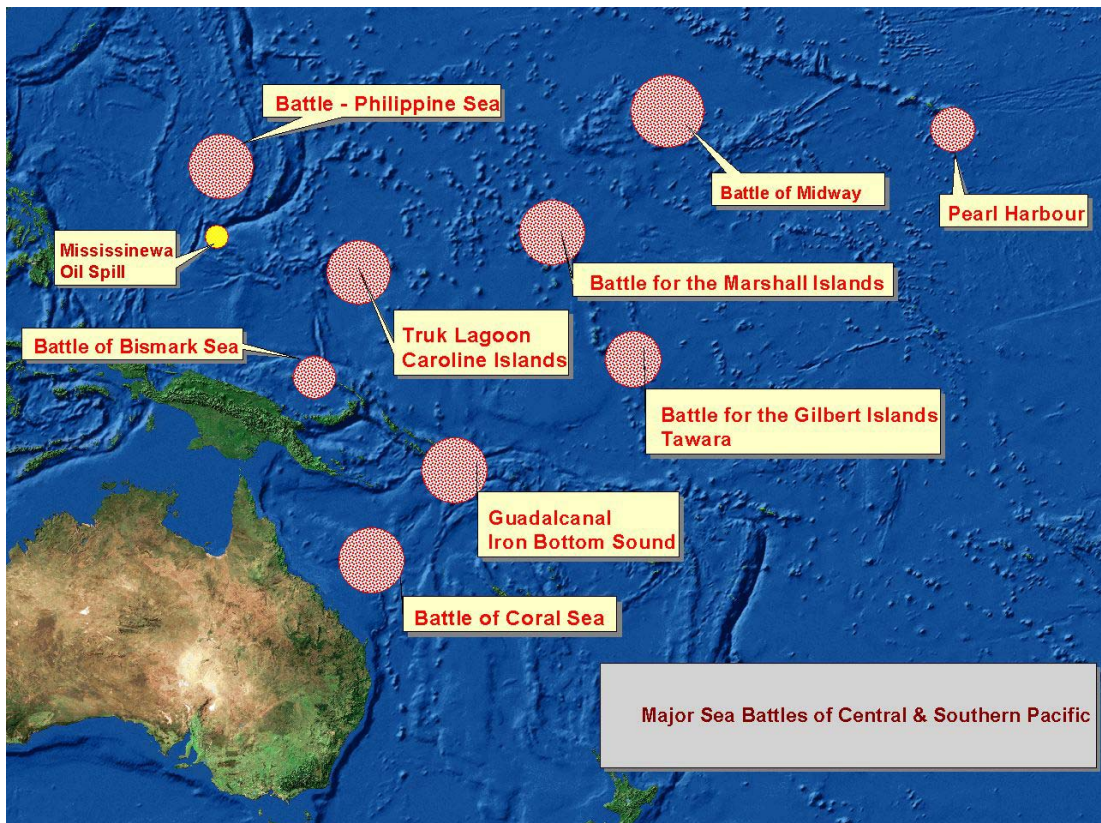 Battle - Philippine Sea
Battle of Midway
Pearl Harbour
Mississinewa
Oil Spill
Battle for the Marshall Islands
Truk Lagoon
Caroline Islands
Battle of Bismark Sea
Battle for the Gilbert Islands
Tawara
Guadalcanal
Iron Bottom Sound
Battle of Coral Sea
Major Sea Battles of Central & Southern Pacific